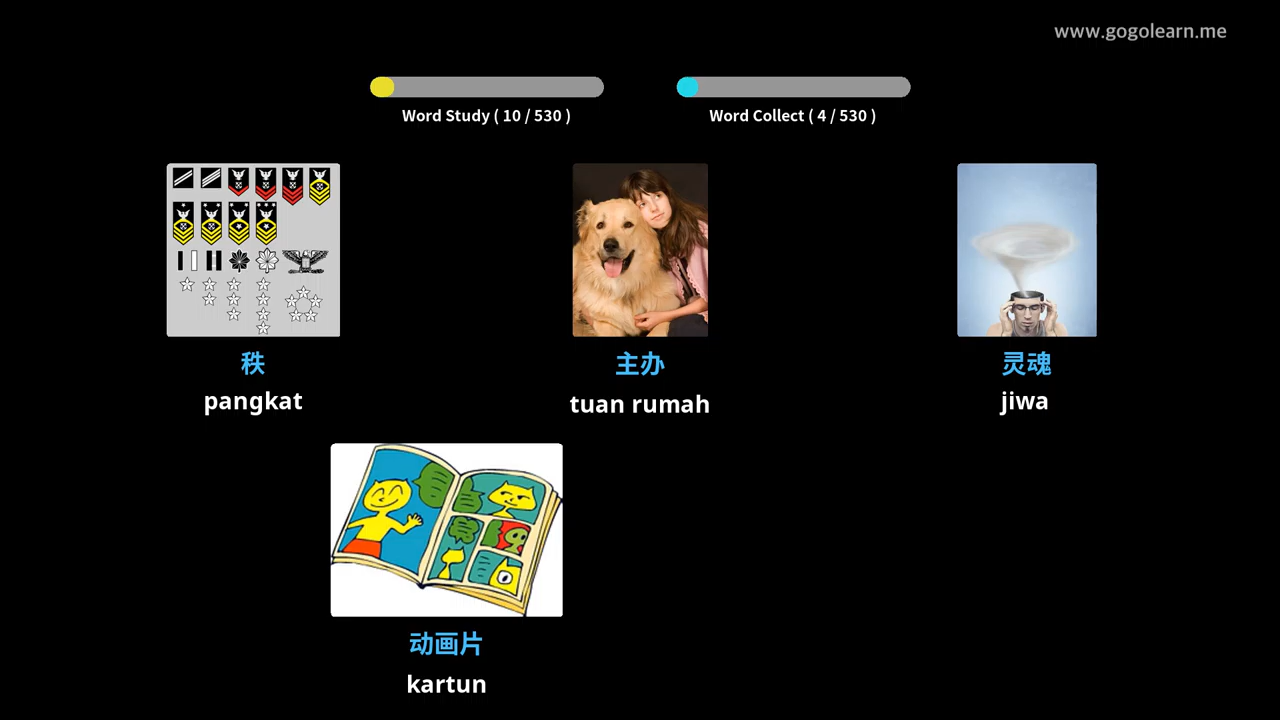 www.gogolearn.me
Word Study ( 10 / 530 )
Word Collect ( 4 / 530 )
秩
pangkat
主办
tuan rumah
灵魂
jiwa
动画片
kartun